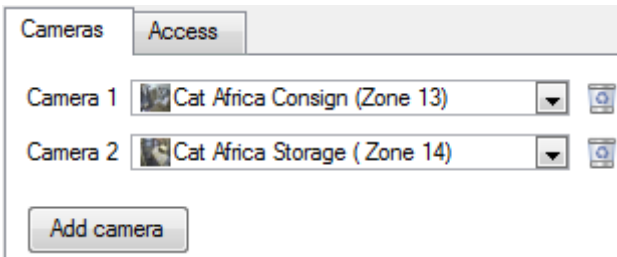 Cameras Access
Camera 1 Cat Africa Consign (Zone 13)
Camera 2 Cat Africa Storage ( Zone 14)
Add camera